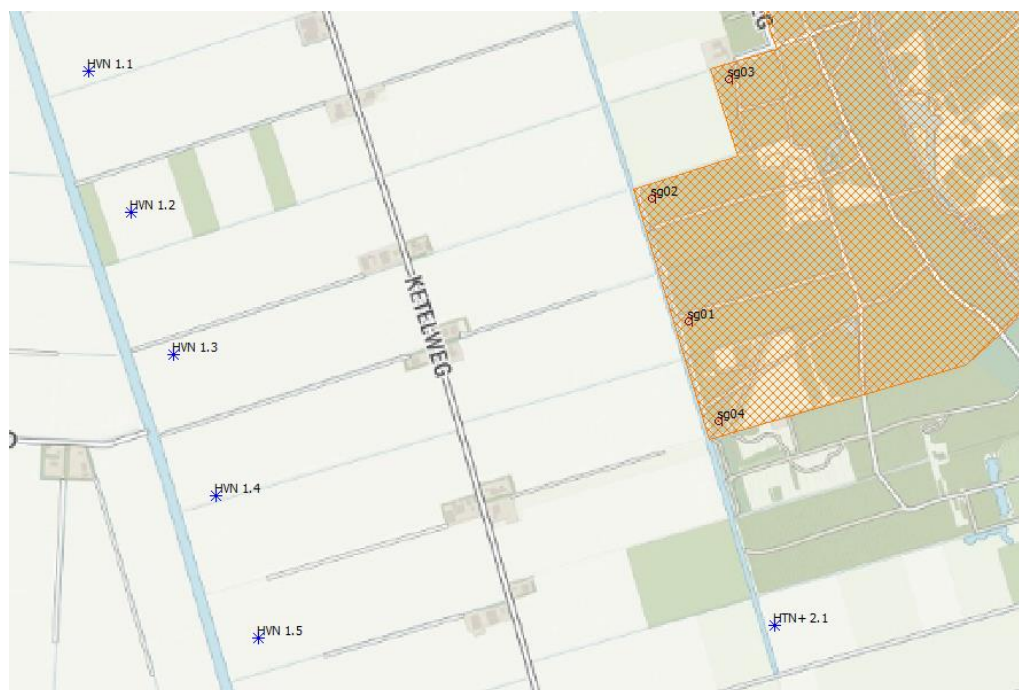 EG
sg03
HVN 1.1
sg02
HVN 1.2
KETELWEG
sg01
HVN 1.3
sg04
HVN 1.4
HTN+ 2.1
HVN 1.5